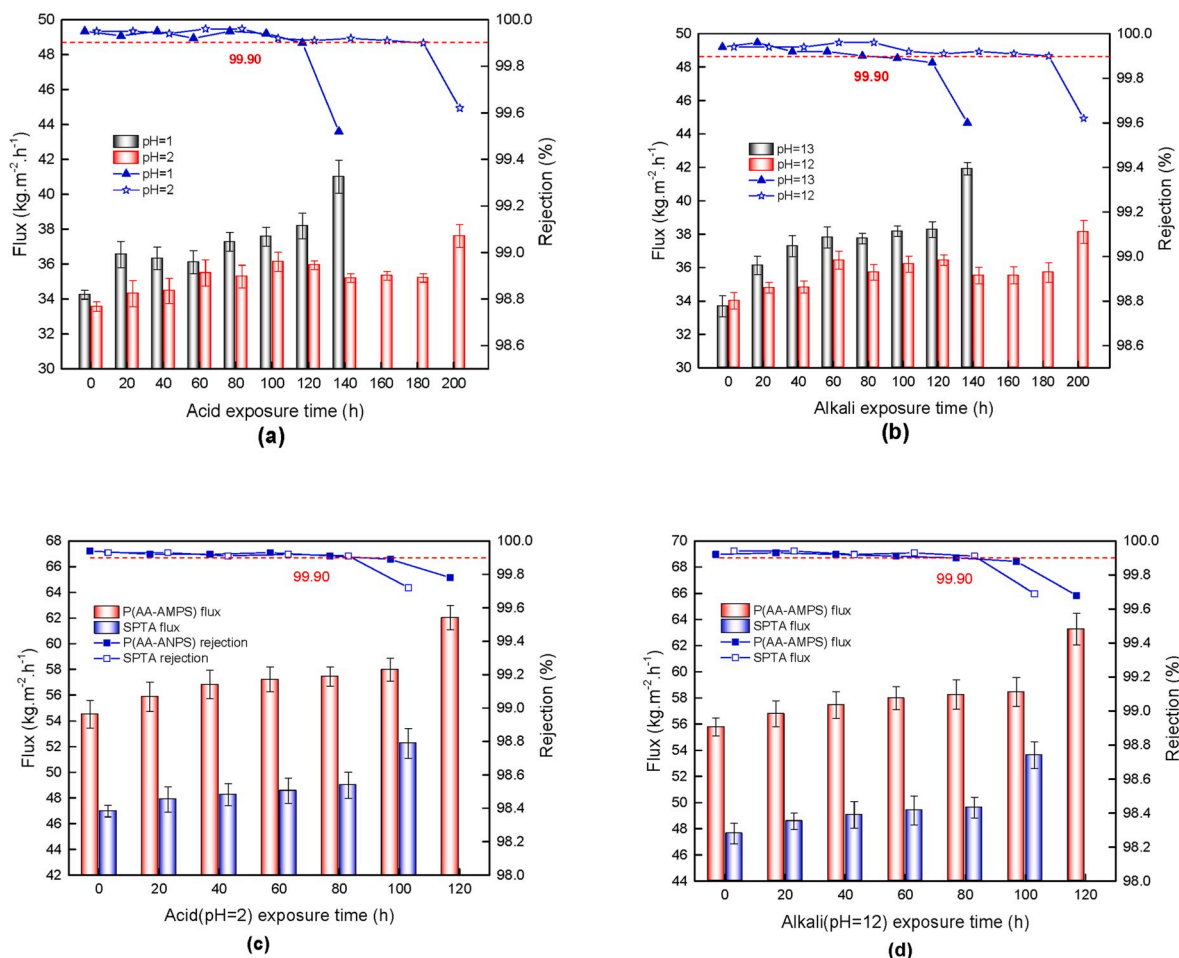 50
48
46
44
42
40
38
36
34
32
30
Flux (kg.m⁻².h⁻¹)
100.0
99.8
99.6
99.4
99.2
99.0
98.8
98.6
Rejection (%)
99.90
pH=1
pH=2
pH=1
pH=2
0 20 40 60 80 100 120 140 160 180 200
Acid exposure time (h)
(a)
50
48
46
44
42
40
38
36
34
32
30
Flux (kg.m⁻².h⁻¹)
100.0
99.8
99.6
99.4
99.2
99.0
98.8
98.6
Rejection (%)
99.90
pH=13
pH=12
pH=13
pH=12
0 20 40 60 80 100 120 140 160 180 200
Alkali exposure time (h)
(b)
68
66
64
62
60
58
56
54
52
50
48
46
44
42
Flux (kg.m⁻².h⁻¹)
100.0
99.8
99.6
99.4
99.2
99.0
98.8
98.6
98.4
98.2
98.0
Rejection (%)
99.90
P(AA-AMPS) flux
SPTA flux
P(AA-ANPS) rejection
SPTA rejection
0 20 40 60 80 100 120
Acid(pH=2) exposure time (h)
(c)
70
68
66
64
62
60
58
56
54
52
50
48
46
44
Flux (kg.m⁻².h⁻¹)
100.0
99.8
99.6
99.4
99.2
99.0
98.8
98.6
98.4
98.2
98.0
Rejection (%)
99.90
P(AA-AMPS) flux
SPTA flux
P(AA-AMPS) flux
SPTA flux
0 20 40 60 80 100 120
Alkali(pH=12) exposure time (h)
(d)